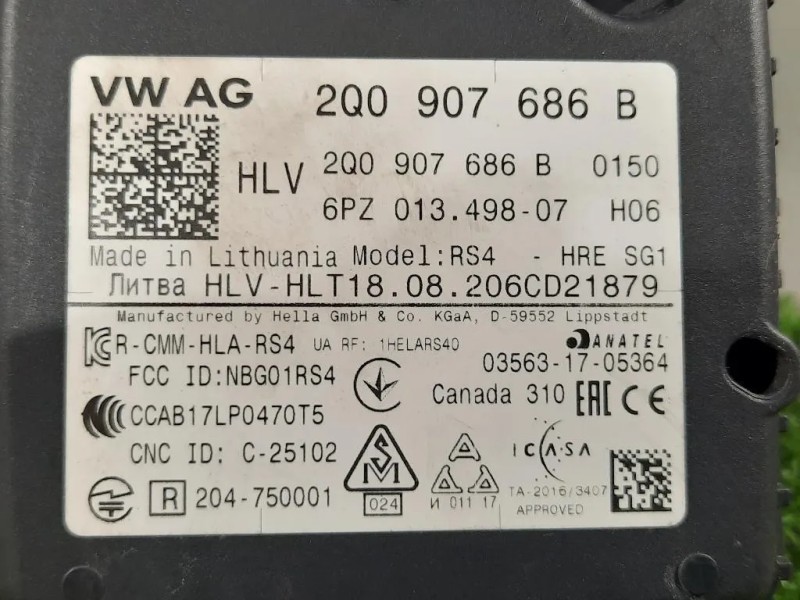 VW AG 2Q0 907 686 B
HLV 2Q0 907 686 B 0150
6PZ 013.498-07 H06
Made in Lithuania Model:RS4 - HRE SG1
Литва HLV-HLT18.08.206CD21879
Manufactured by Hella GmbH & Co. KGaA, D-59552 Lippstadt
R-CMM-HLA-RS4 UA RF: 1HELARS40 ANATEL
03563-17-05364
FCC ID:NBG01RS4
Canada 310 EAC CE
CCAB17LP0470T5
CNC ID: C-25102
SM
ICASA
R 204-750001
024
И 011 17
TA-2016/3407
APPROVED